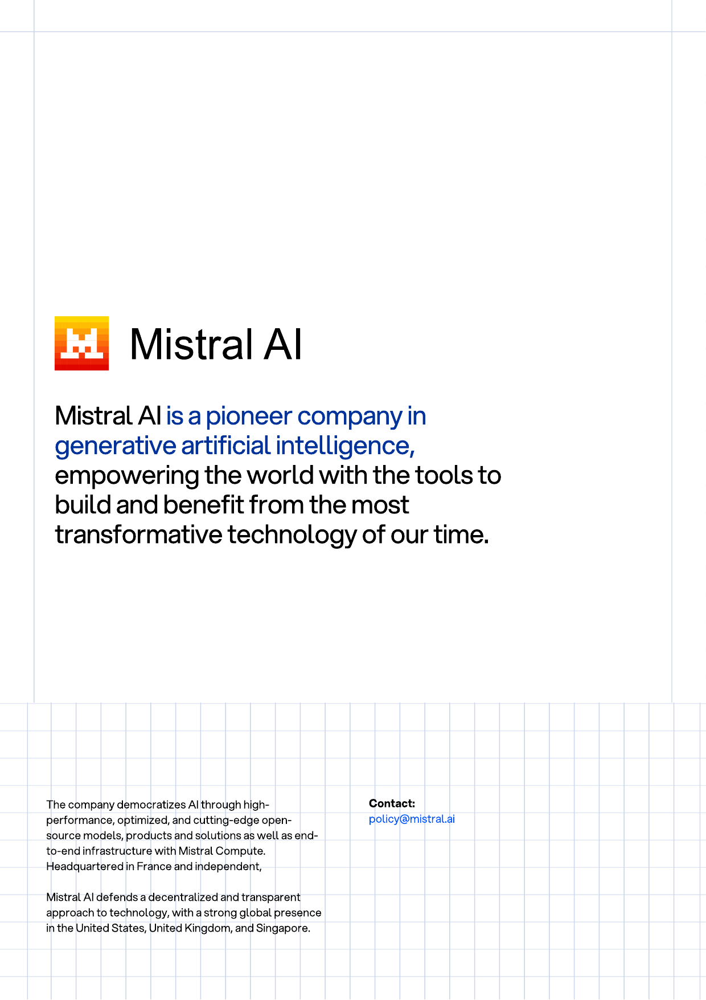 Mistral AI
Mistral AI is a pioneer company in
generative artificial intelligence,
empowering the world with the tools to
build and benefit from the most
transformative technology of our time.
The company democratizes AI through high-
performance, optimized, and cutting-edge open-
source models, products and solutions as well as end-
to-end infrastructure with Mistral Compute.
Headquartered in France and independent,
Mistral AI defends a decentralized and transparent
approach to technology, with a strong global presence
in the United States, United Kingdom, and Singapore.
Contact:
policy@mistral.ai